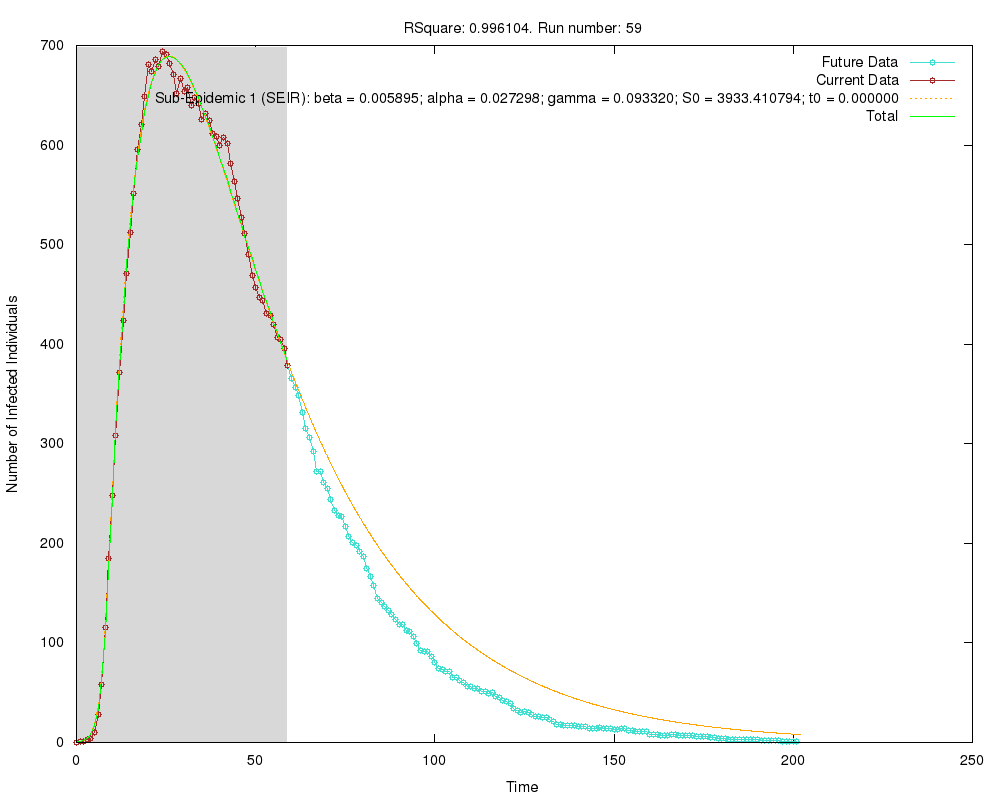 RSquare: 0.996104. Run number: 59
Future Data
Current Data
Sub-Epidemic 1 (SEIR): beta = 0.005895; alpha = 0.027298; gamma = 0.093320; S0 = 3933.410794; t0 = 0.000000
Total
700
600
500
400
300
200
100
0
Number of Infected Individuals
0 50 100 150 200 250
Time